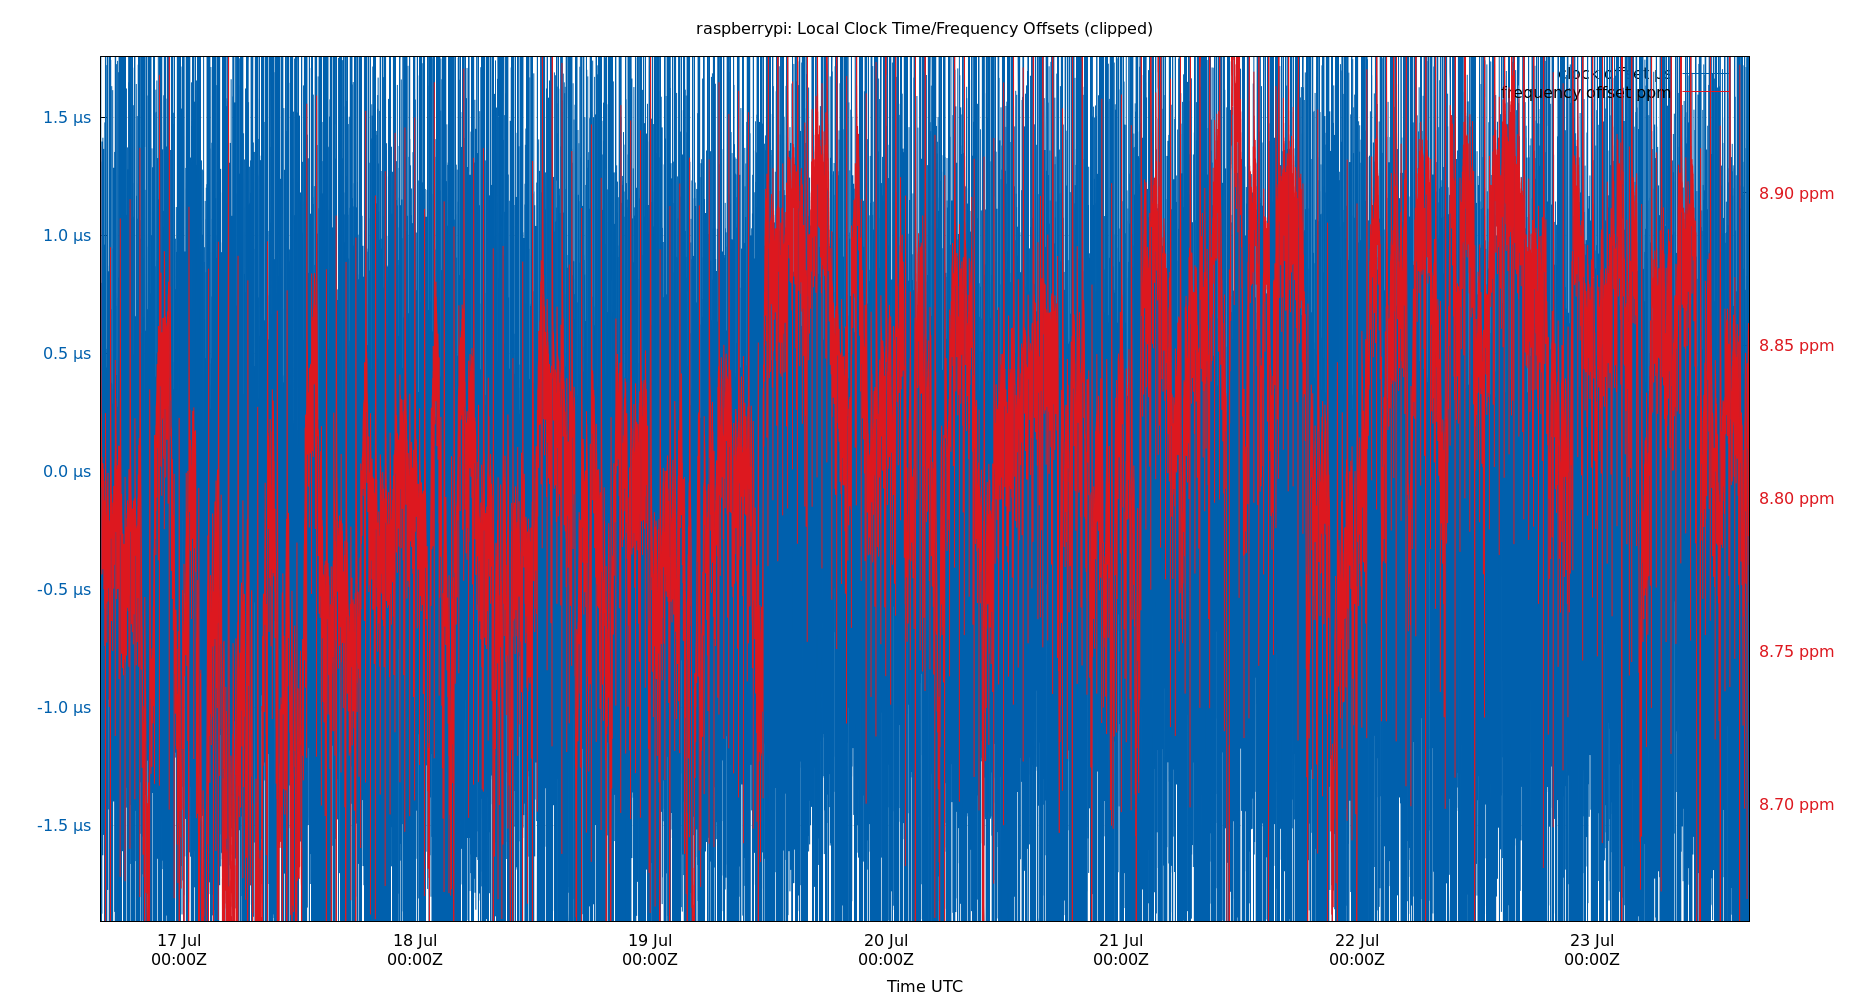 raspberrypi: Local Clock Time/Frequency Offsets (clipped)
clock offset µs
frequency offset ppm
1.5 µs
1.0 µs
0.5 µs
0.0 µs
-0.5 µs
-1.0 µs
-1.5 µs
8.90 ppm
8.85 ppm
8.80 ppm
8.75 ppm
8.70 ppm
17 Jul
00:00Z
18 Jul
00:00Z
19 Jul
00:00Z
20 Jul
00:00Z
21 Jul
00:00Z
22 Jul
00:00Z
23 Jul
00:00Z
Time UTC